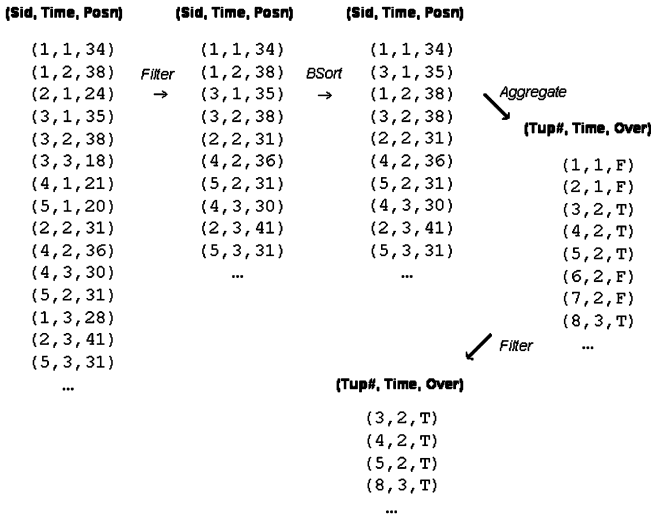 (Sid, Time, Posn)
(1,1,34)
(1,2,38)
(2,1,24)
(3,1,35)
(3,2,38)
(3,3,18)
(4,1,21)
(5,1,20)
(2,2,31)
(4,2,36)
(4,3,30)
(5,2,31)
(1,3,28)
(2,3,41)
(5,3,31)
...
Filter
→
(Sid, Time, Posn)
(1,1,34)
(1,2,38)
(3,1,35)
(3,2,38)
(2,2,31)
(4,2,36)
(5,2,31)
(4,3,30)
(2,3,41)
(5,3,31)
...
BSort
→
(Sid, Time, Posn)
(1,1,34)
(3,1,35)
(1,2,38)
(3,2,38)
(2,2,31)
(4,2,36)
(5,2,31)
(4,3,30)
(2,3,41)
(5,3,31)
...
Aggregate
(Tup#, Time, Over)
(1,1,F)
(2,1,F)
(3,2,T)
(4,2,T)
(5,2,T)
(6,2,F)
(7,2,F)
(8,3,T)
...
Filter
(Tup#, Time, Over)
(3,2,T)
(4,2,T)
(5,2,T)
(8,3,T)
...